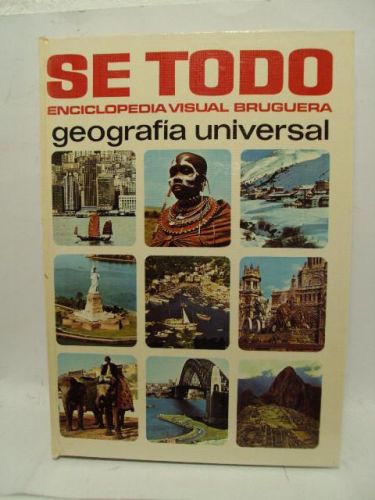 SE TODO
ENCICLOPEDIA VISUAL BRUGUERA
geografía universal